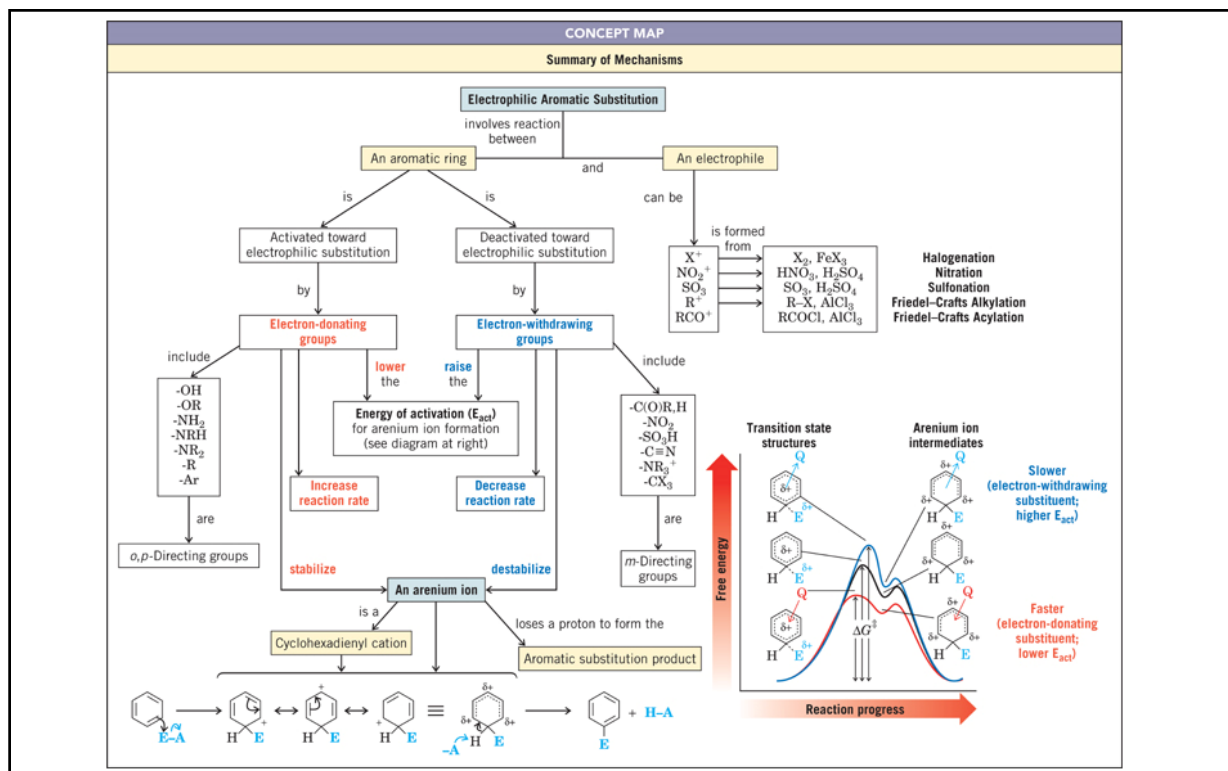 CONCEPT MAP
Summary of Mechanisms
Electrophilic Aromatic Substitution
involves reaction
between
An aromatic ring
and
An electrophile
is
is
can be
Activated toward
electrophilic substitution
Deactivated toward
electrophilic substitution
is formed
from
X⁺
NO₂⁺
SO₃
R⁺
RCO⁺
X₂, FeX₃
HNO₃, H₂SO₄
SO₃, H₂SO₄
R–X, AlCl₃
RCOCl, AlCl₃
Halogenation
Nitration
Sulfonation
Friedel–Crafts Alkylation
Friedel–Crafts Acylation
by
by
Electron-donating
groups
Electron-withdrawing
groups
include
lower
the
raise
the
include
-OH
-OR
-NH₂
-NRH
-NR₂
-R
-Ar
Energy of activation (Eact)
for arenium ion formation
(see diagram at right)
-C(O)R,H
-NO₂
-SO₃H
-C≡N
-NR₃⁺
-CX₃
Increase
reaction rate
Decrease
reaction rate
are
are
o,p-Directing groups
m-Directing
groups
stabilize
destabilize
An arenium ion
is a
loses a proton to form the
Cyclohexadienyl cation
Aromatic substitution product
E–A
+
H E
+
H E
+
H E
δ+
δ+ δ+
–A H E
E
+ H–A
Transition state
structures
Arenium ion
intermediates
Q
δ+
δ+
H E
Q
δ+ δ+
δ+
H E
Slower
(electron-withdrawing
substituent;
higher Eact)
δ+
δ+
H E
δ+
δ+ δ+
H E
Q
δ+
H E δ+
Q
δ+
δ+ δ+
H E
Faster
(electron-donating
substituent;
lower Eact)
ΔG‡
Free energy
Reaction progress